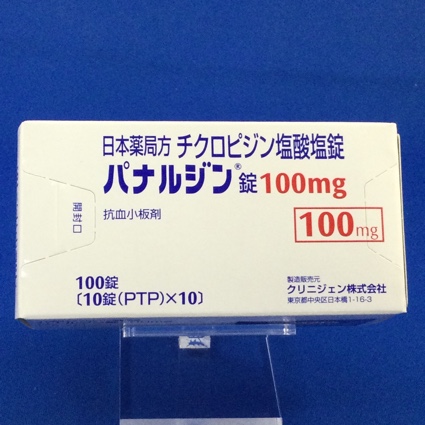 日本薬局方 チクロピジン塩酸塩錠
パナルジン®錠100mg
100mg
抗血小板剤
開封口
100錠
〔10錠(PTP)×10〕
製造販売元
クリニジェン株式会社
東京都中央区日本橋1-16-3